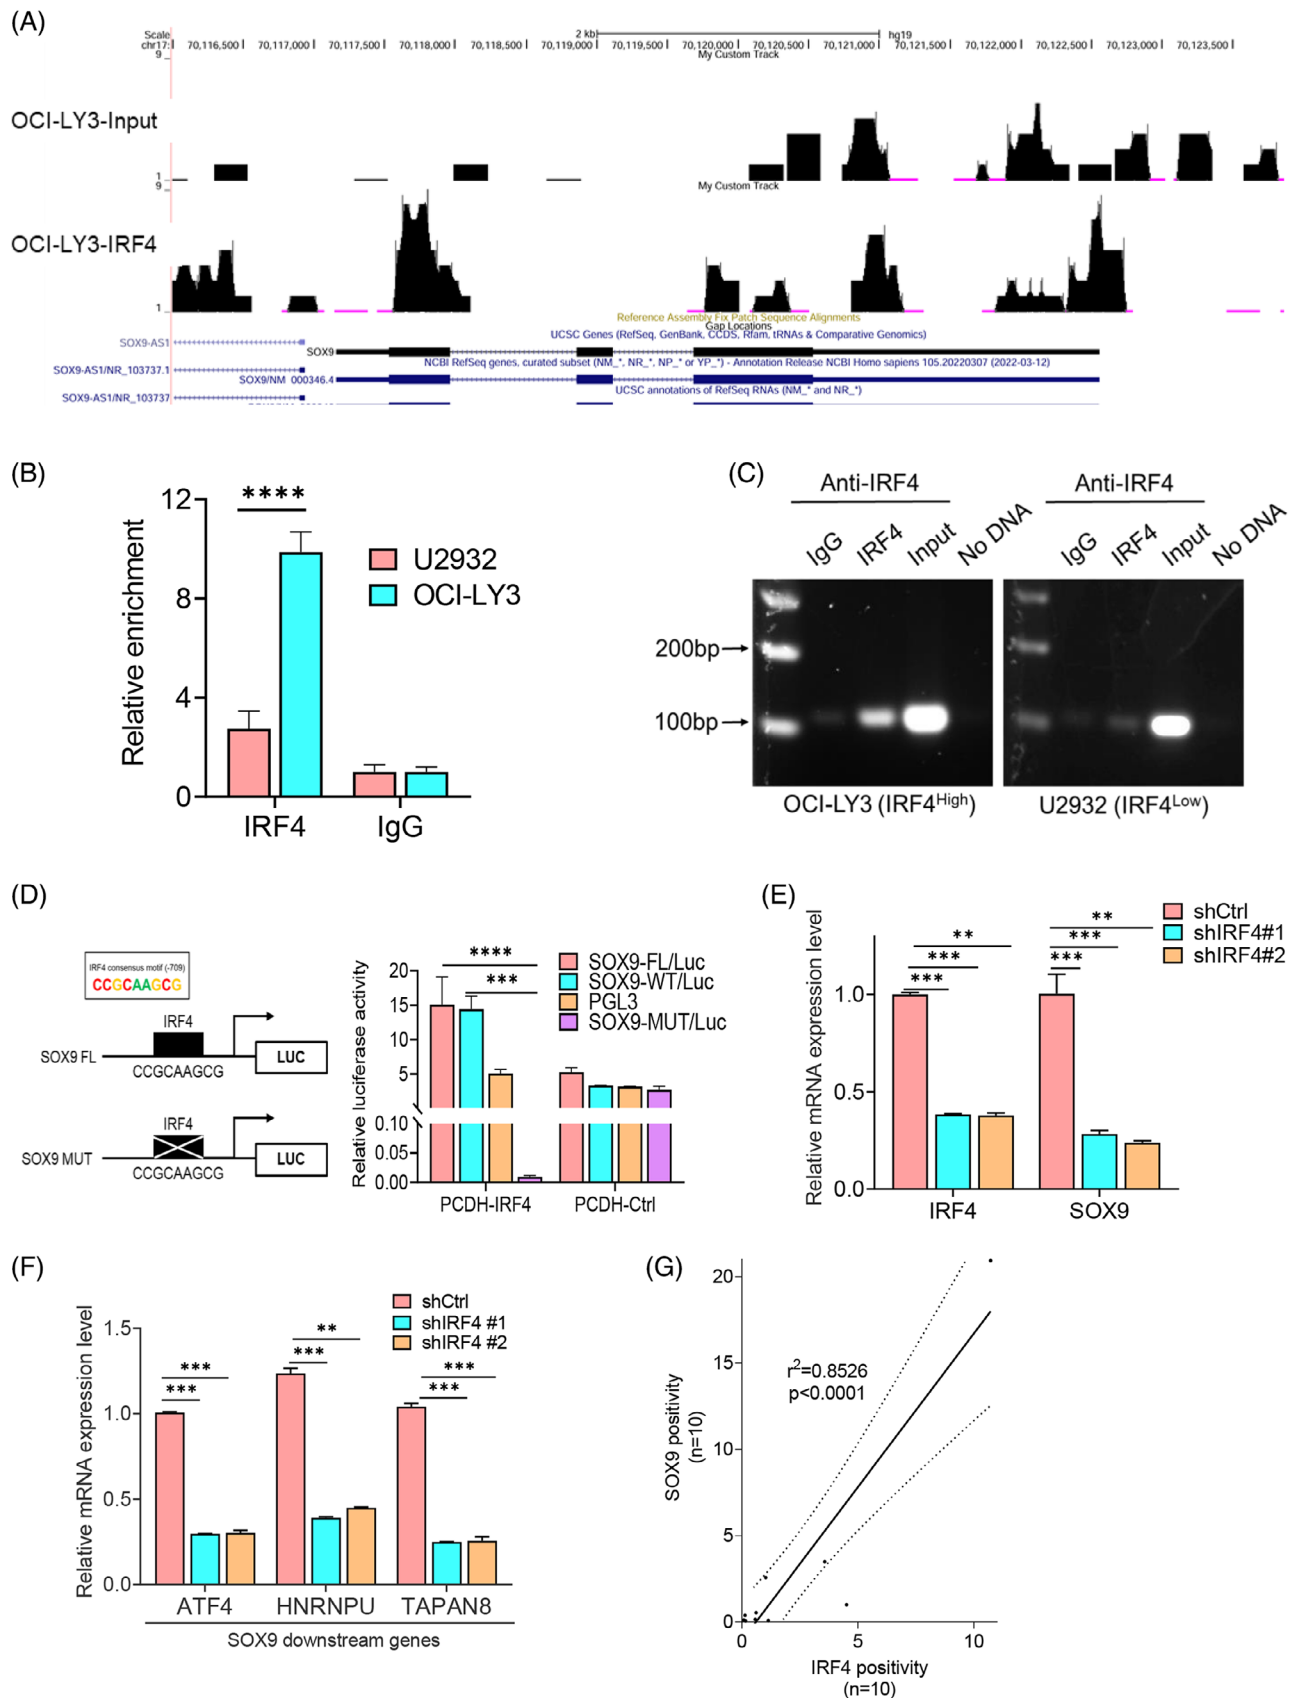 (A)
Scale
2 kb
hg19
chr17:
70,116,500
70,117,000
70,117,500
70,118,000
70,118,500
70,119,000
70,119,500
70,120,000
70,120,500
70,121,000
70,121,500
70,122,000
70,122,500
70,123,000
70,123,500
My Custom Track
9
OCI-LY3-Input
1
My Custom Track
9
OCI-LY3-IRF4
1
Reference Assembly Fix Patch Sequence Alignments
Gap Locations
UCSC Genes (RefSeq, GenBank, CCDS, Rfam, tRNAs & Comparative Genomics)
SOX9-AS1
SOX9
NCBI RefSeq genes, curated subset (NM_*, NR_*, NP_* or YP_*) - Annotation Release NCBI Homo sapiens 105.20220307 (2022-03-12)
SOX9-AS1/NR_103737.1
SOX9/NM_000346.4
UCSC annotations of RefSeq RNAs (NM_* and NR_*)
SOX9-AS1/NR_103737
(B)
Relative enrichment
12
8
4
0
****
U2932
OCI-LY3
IRF4
IgG
(C)
Anti-IRF4
Anti-IRF4
IgG
IRF4
Input
No DNA
IgG
IRF4
Input
No DNA
200bp
100bp
OCI-LY3 (IRF4High)
U2932 (IRF4Low)
(D)
IRF4 consensus motif (-709)
CCGCAAGCG
IRF4
SOX9 FL
LUC
CCGCAAGCG
IRF4
SOX9 MUT
LUC
CCGCAAGCG
Relative luciferase activity
20
15
10
5
0.10
0.05
0.00
****
***
SOX9-FL/Luc
SOX9-WT/Luc
PGL3
SOX9-MUT/Luc
PCDH-IRF4
PCDH-Ctrl
(E)
Relative mRNA expression level
1.0
0.5
0.0
**
***
***
**
***
***
shCtrl
shIRF4#1
shIRF4#2
IRF4
SOX9
(F)
Relative mRNA expression level
1.5
1.0
0.5
0.0
***
***
**
***
***
***
shCtrl
shIRF4 #1
shIRF4 #2
ATF4
HNRNPU
TAPAN8
SOX9 downstream genes
(G)
SOX9 positivity
(n=10)
20
15
10
5
0
r2=0.8526
p<0.0001
0
5
10
IRF4 positivity
(n=10)